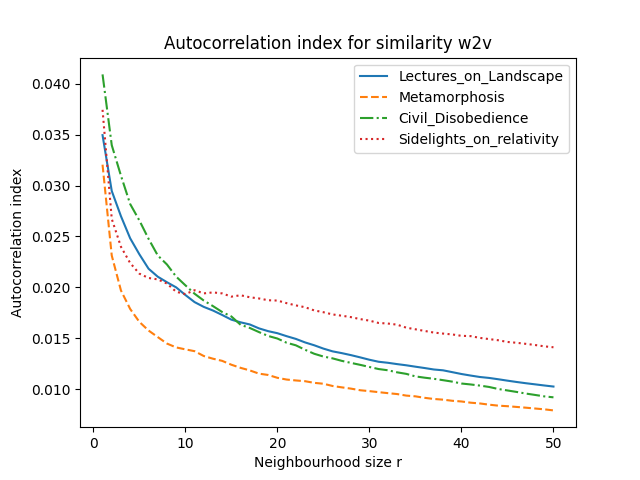 Autocorrelation index for similarity w2v
Lectures_on_Landscape
Metamorphosis
Civil_Disobedience
Sidelights_on_relativity
Autocorrelation index
0.040
0.035
0.030
0.025
0.020
0.015
0.010
0
10
20
30
40
50
Neighbourhood size r